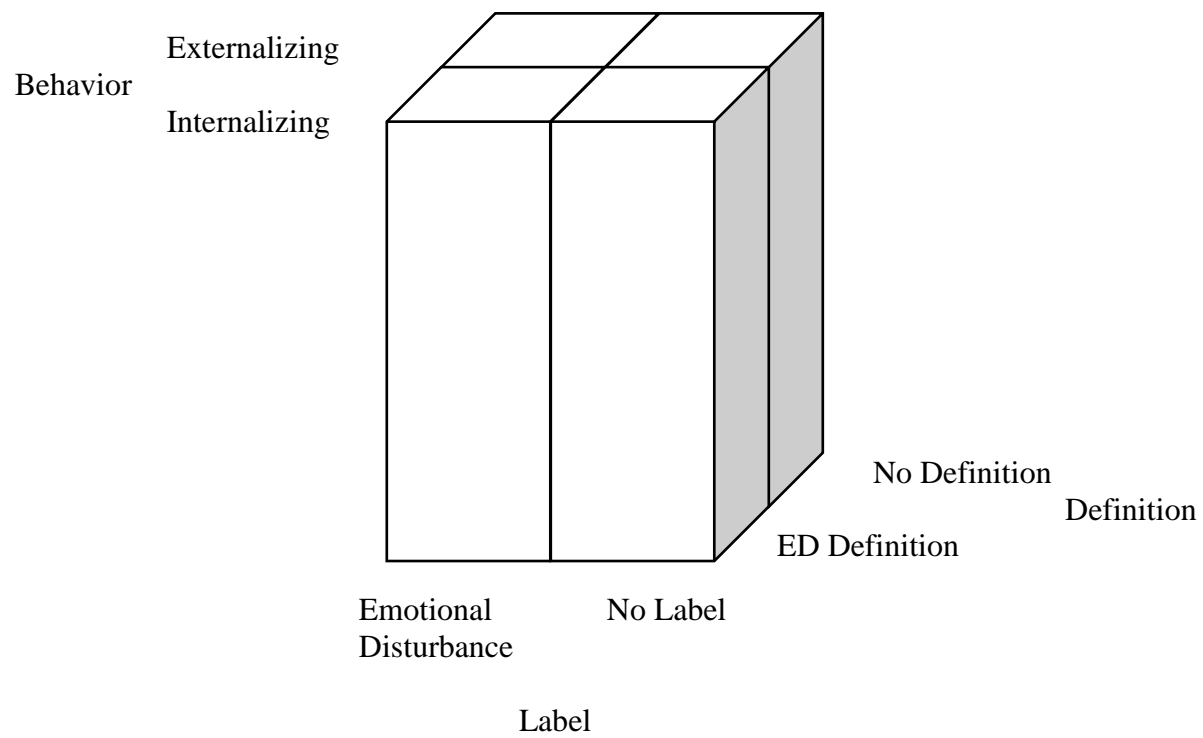 Externalizing
Behavior
Internalizing
No Definition
Definition
ED Definition
Emotional
Disturbance
No Label
Label